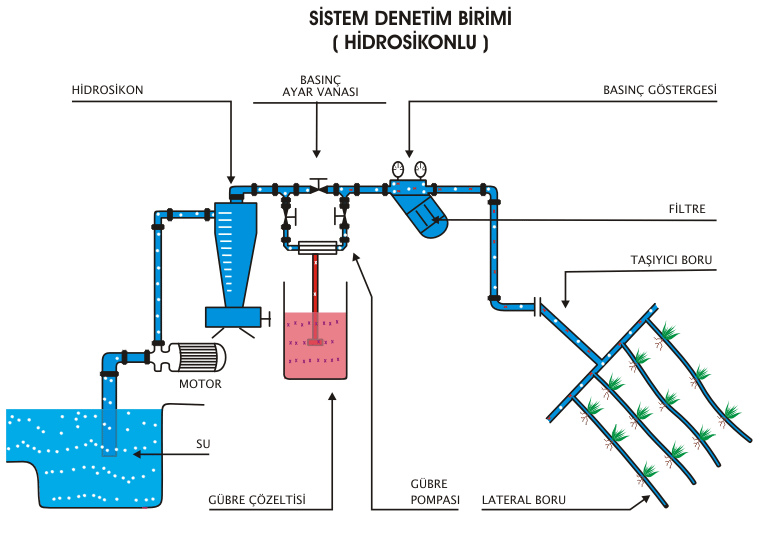 SİSTEM DENETİM BİRİMİ
( HİDROSİKONLU )
HİDROSİKON
BASINÇ
AYAR VANASI
BASINÇ GÖSTERGESİ
FİLTRE
TAŞIYICI BORU
MOTOR
SU
GÜBRE ÇÖZELTİSİ
GÜBRE
POMPASI
LATERAL BORU